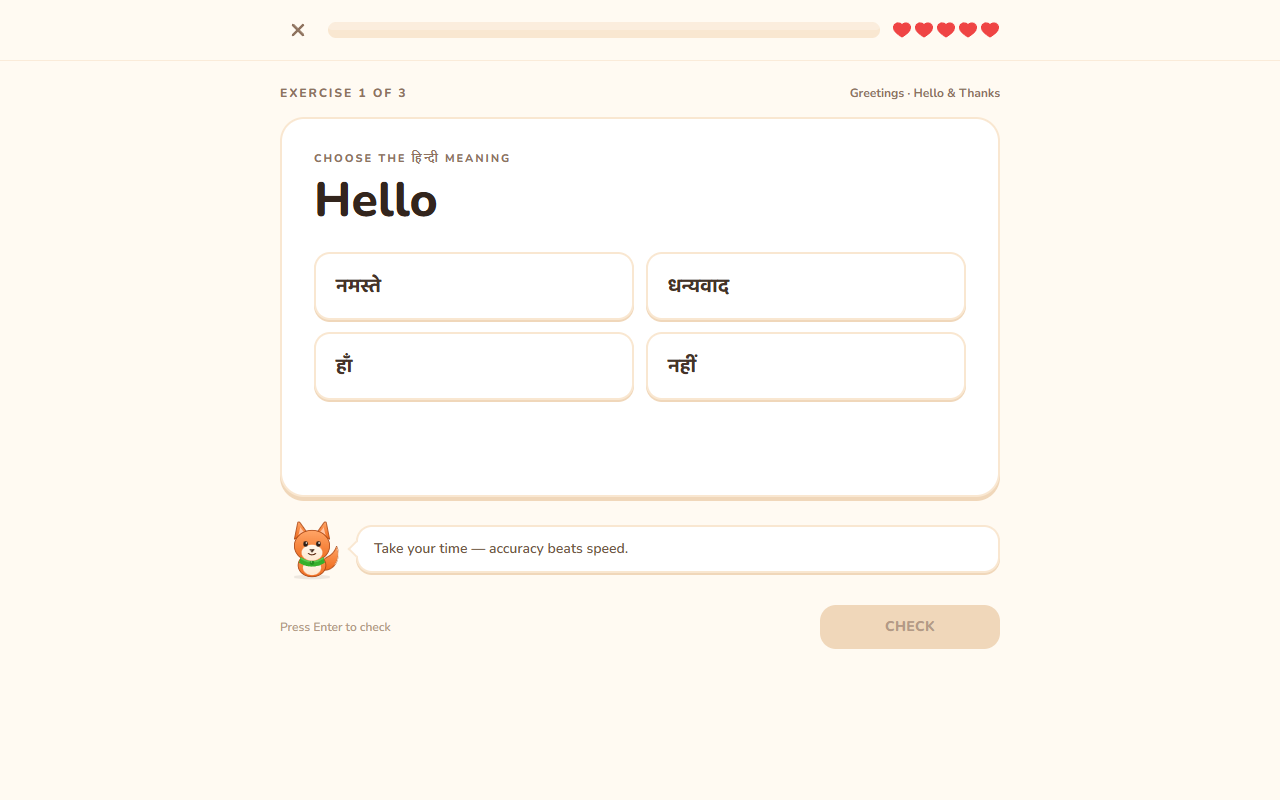 EXERCISE 1 OF 3
Greetings · Hello & Thanks
CHOOSE THE हिन्दी MEANING
Hello
नमस्ते
धन्यवाद
हाँ
नहीं
Take your time — accuracy beats speed.
Press Enter to check
CHECK